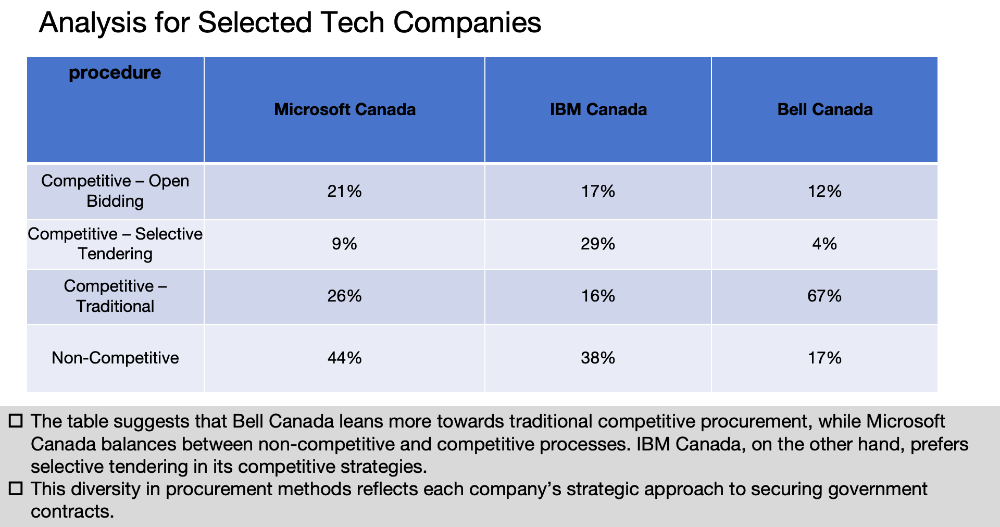 Analysis for Selected Tech Companies
procedure
Microsoft Canada
IBM Canada
Bell Canada
Competitive – Open
Bidding
21%
17%
12%
Competitive – Selective
Tendering
9%
29%
4%
Competitive –
Traditional
26%
16%
67%
Non-Competitive
44%
38%
17%
The table suggests that Bell Canada leans more towards traditional competitive procurement, while Microsoft
Canada balances between non-competitive and competitive processes. IBM Canada, on the other hand, prefers
selective tendering in its competitive strategies.
This diversity in procurement methods reflects each company’s strategic approach to securing government
contracts.